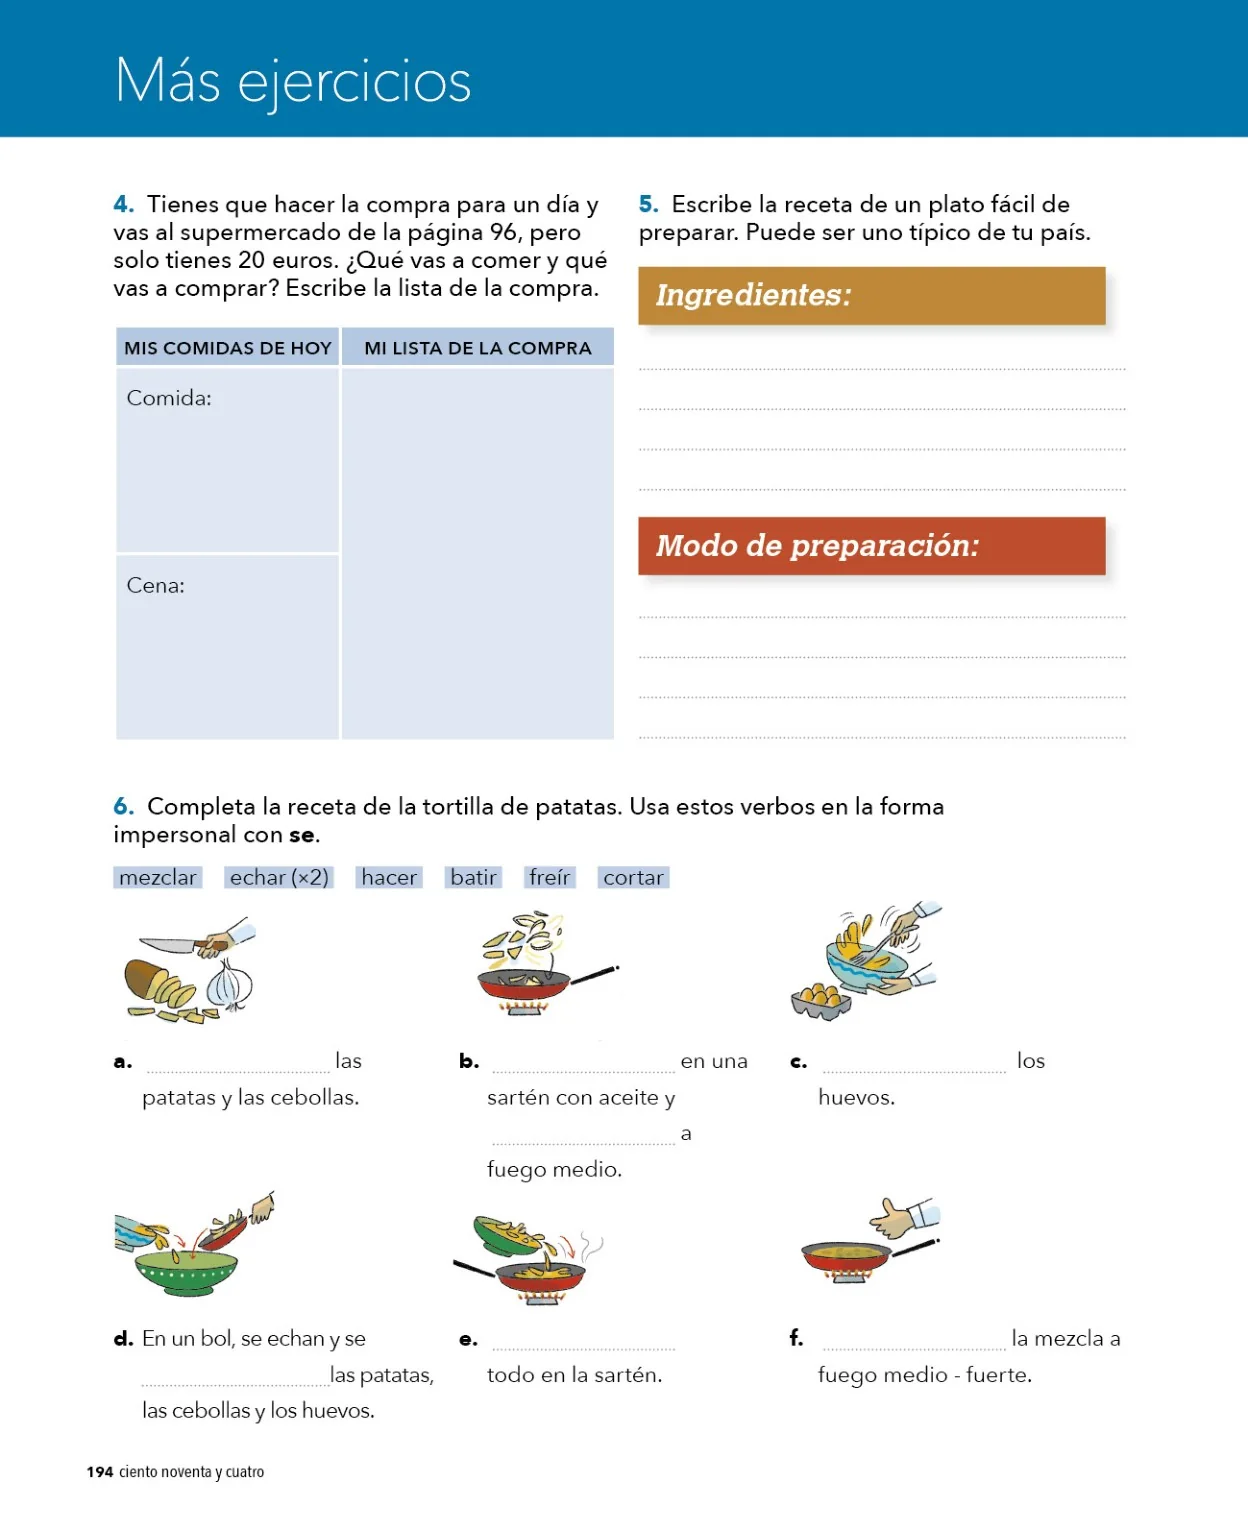 Más ejercicios
4. Tienes que hacer la compra para un día y
vas al supermercado de la página 96, pero
solo tienes 20 euros. ¿Qué vas a comer y qué
vas a comprar? Escribe la lista de la compra.
MIS COMIDAS DE HOY
MI LISTA DE LA COMPRA
Comida:
Cena:
5. Escribe la receta de un plato fácil de
preparar. Puede ser uno típico de tu país.
Ingredientes:
Modo de preparación:
6. Completa la receta de la tortilla de patatas. Usa estos verbos en la forma
impersonal con se.
mezclar echar (×2) hacer batir freír cortar
a. las
patatas y las cebollas.
b. en una
sartén con aceite y
a
fuego medio.
c. los
huevos.
d. En un bol, se echan y se
las patatas,
las cebollas y los huevos.
e.
todo en la sartén.
f. la mezcla a
fuego medio - fuerte.
194 ciento noventa y cuatro